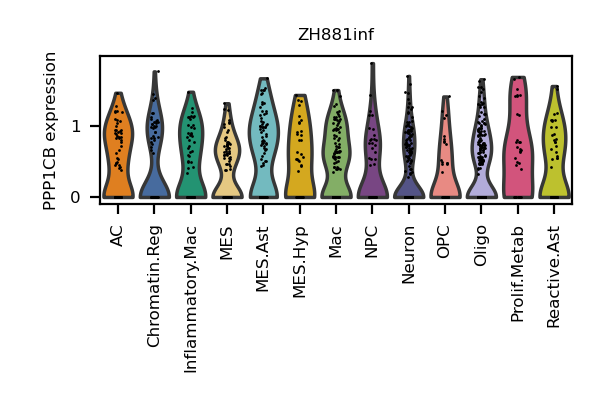 ZH881inf
PPP1CB expression
1
0
AC
Chromatin.Reg
Inflammatory.Mac
MES
MES.Ast
MES.Hyp
Mac
NPC
Neuron
OPC
Oligo
Prolif.Metab
Reactive.Ast